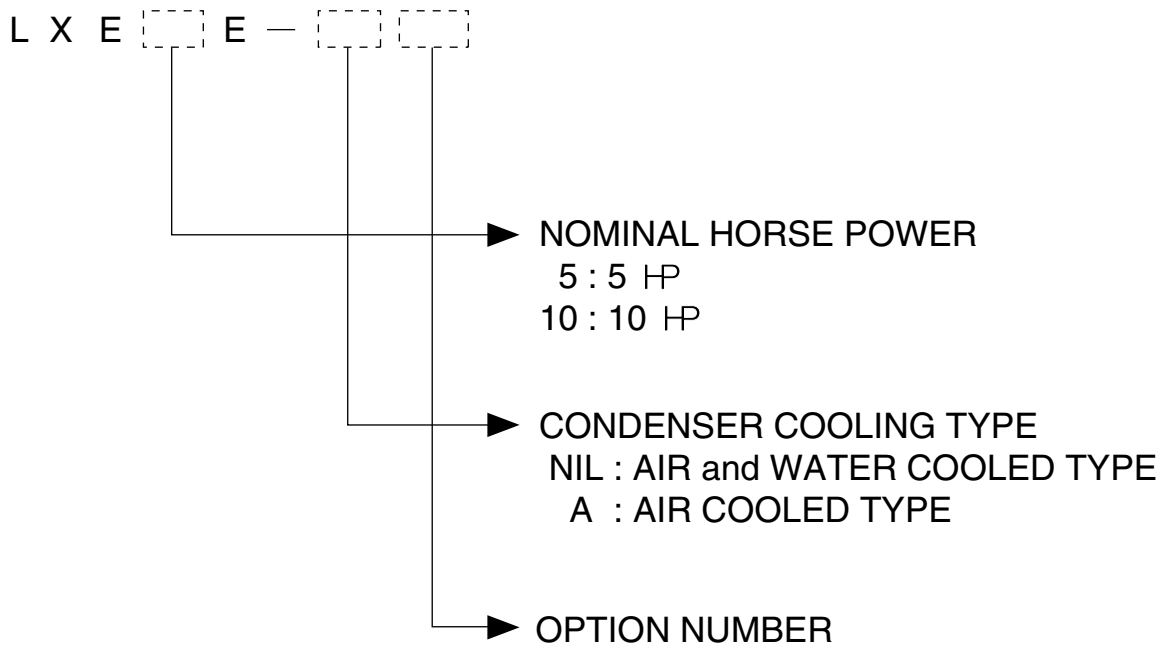 L X E E —
NOMINAL HORSE POWER
5 : 5 HP
10 : 10 HP
CONDENSER COOLING TYPE
NIL : AIR and WATER COOLED TYPE
A : AIR COOLED TYPE
OPTION NUMBER